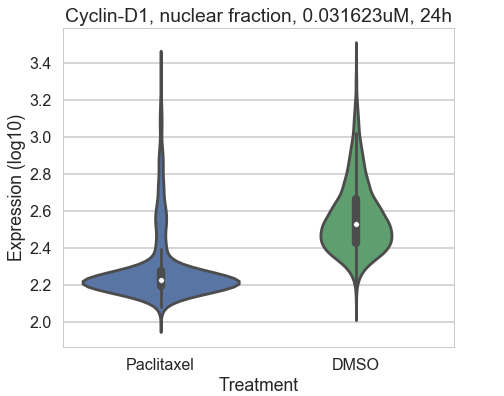 Cyclin-D1, nuclear fraction, 0.031623uM, 24h
Expression (log10)
3.4
3.2
3.0
2.8
2.6
2.4
2.2
2.0
Paclitaxel
DMSO
Treatment